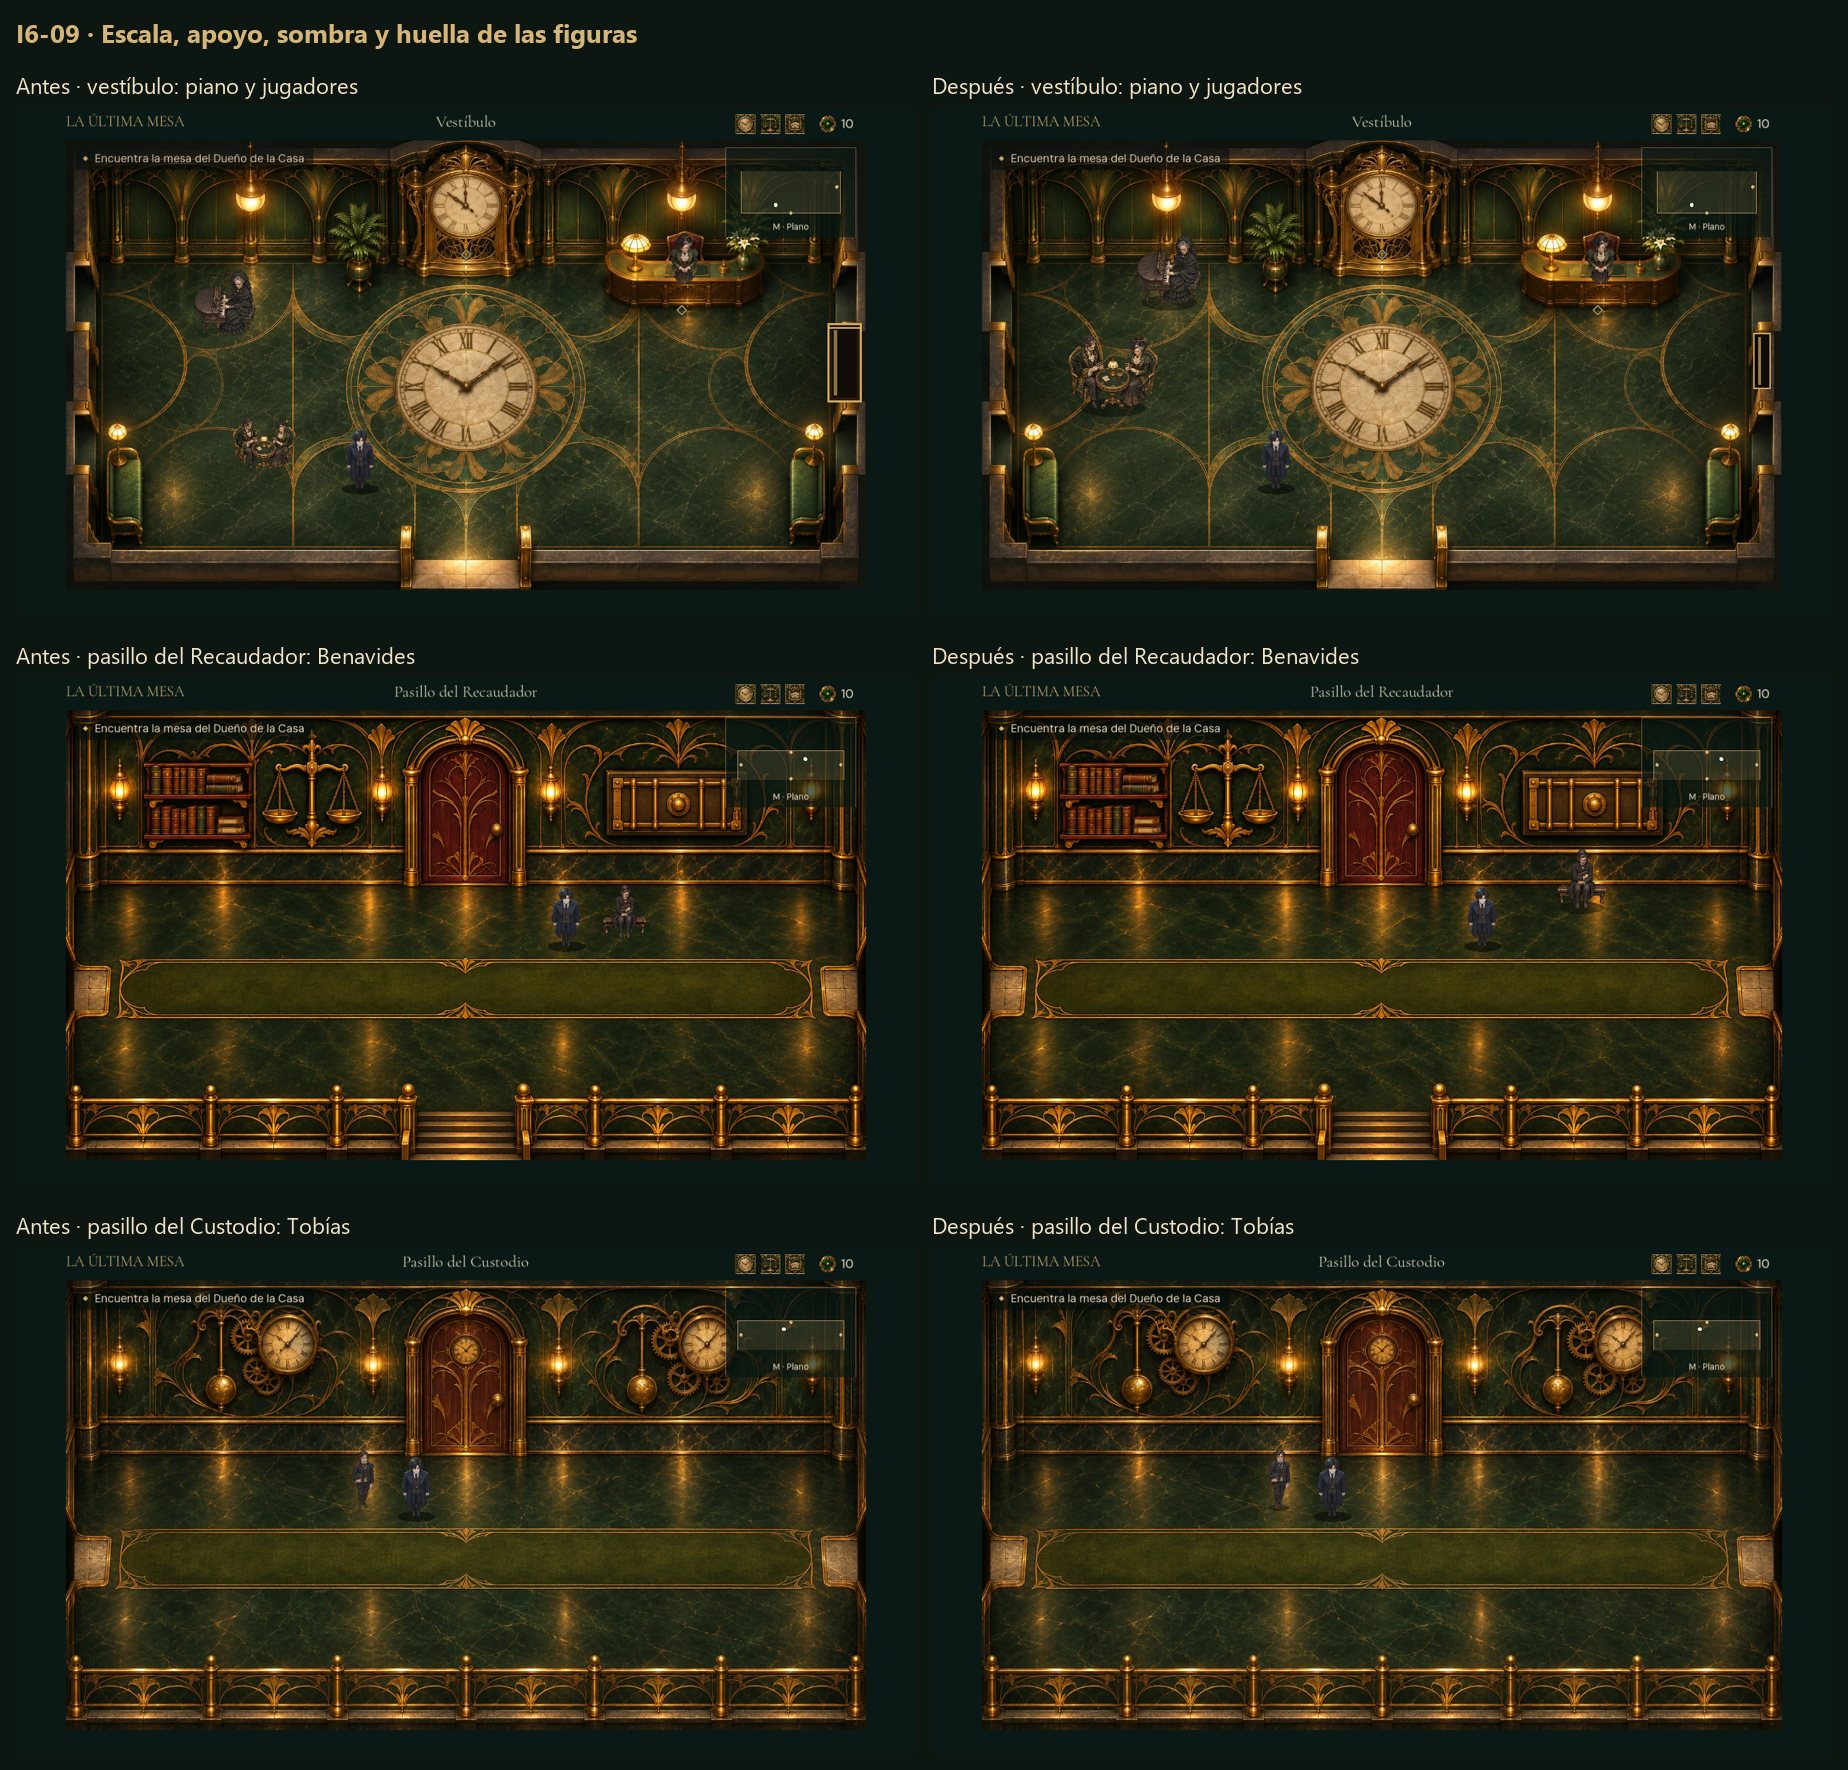 I6-09 · Escala, apoyo, sombra y huella de las figuras
Antes · vestíbulo: piano y jugadores
LA ÚLTIMA MESA
Vestíbulo
10
Encuentra la mesa del Dueño de la Casa
M · Plano
Después · vestíbulo: piano y jugadores
LA ÚLTIMA MESA
Vestíbulo
10
Encuentra la mesa del Dueño de la Casa
M · Plano
Antes · pasillo del Recaudador: Benavides
LA ÚLTIMA MESA
Pasillo del Recaudador
10
Encuentra la mesa del Dueño de la Casa
M · Plano
Después · pasillo del Recaudador: Benavides
LA ÚLTIMA MESA
Pasillo del Recaudador
10
Encuentra la mesa del Dueño de la Casa
M · Plano
Antes · pasillo del Custodio: Tobías
LA ÚLTIMA MESA
Pasillo del Custodio
10
Encuentra la mesa del Dueño de la Casa
M · Plano
Después · pasillo del Custodio: Tobías
LA ÚLTIMA MESA
Pasillo del Custodio
10
Encuentra la mesa del Dueño de la Casa
M · Plano